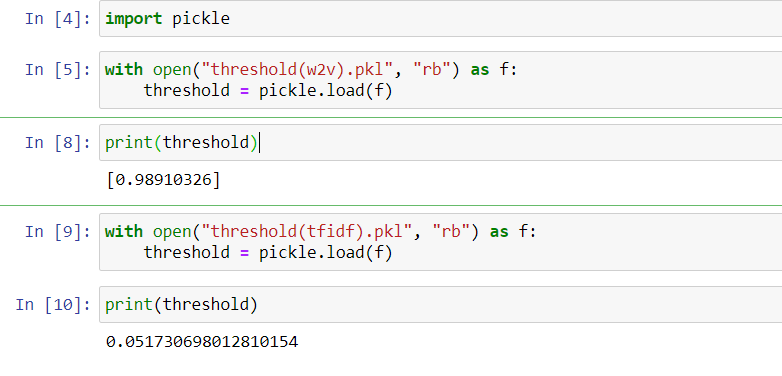 In [4]: import pickle
In [5]: with open("threshold(w2v).pkl", "rb") as f:
    threshold = pickle.load(f)
In [8]: print(threshold)
[0.98910326]
In [9]: with open("threshold(tfidf).pkl", "rb") as f:
    threshold = pickle.load(f)
In [10]: print(threshold)
0.051730698012810154